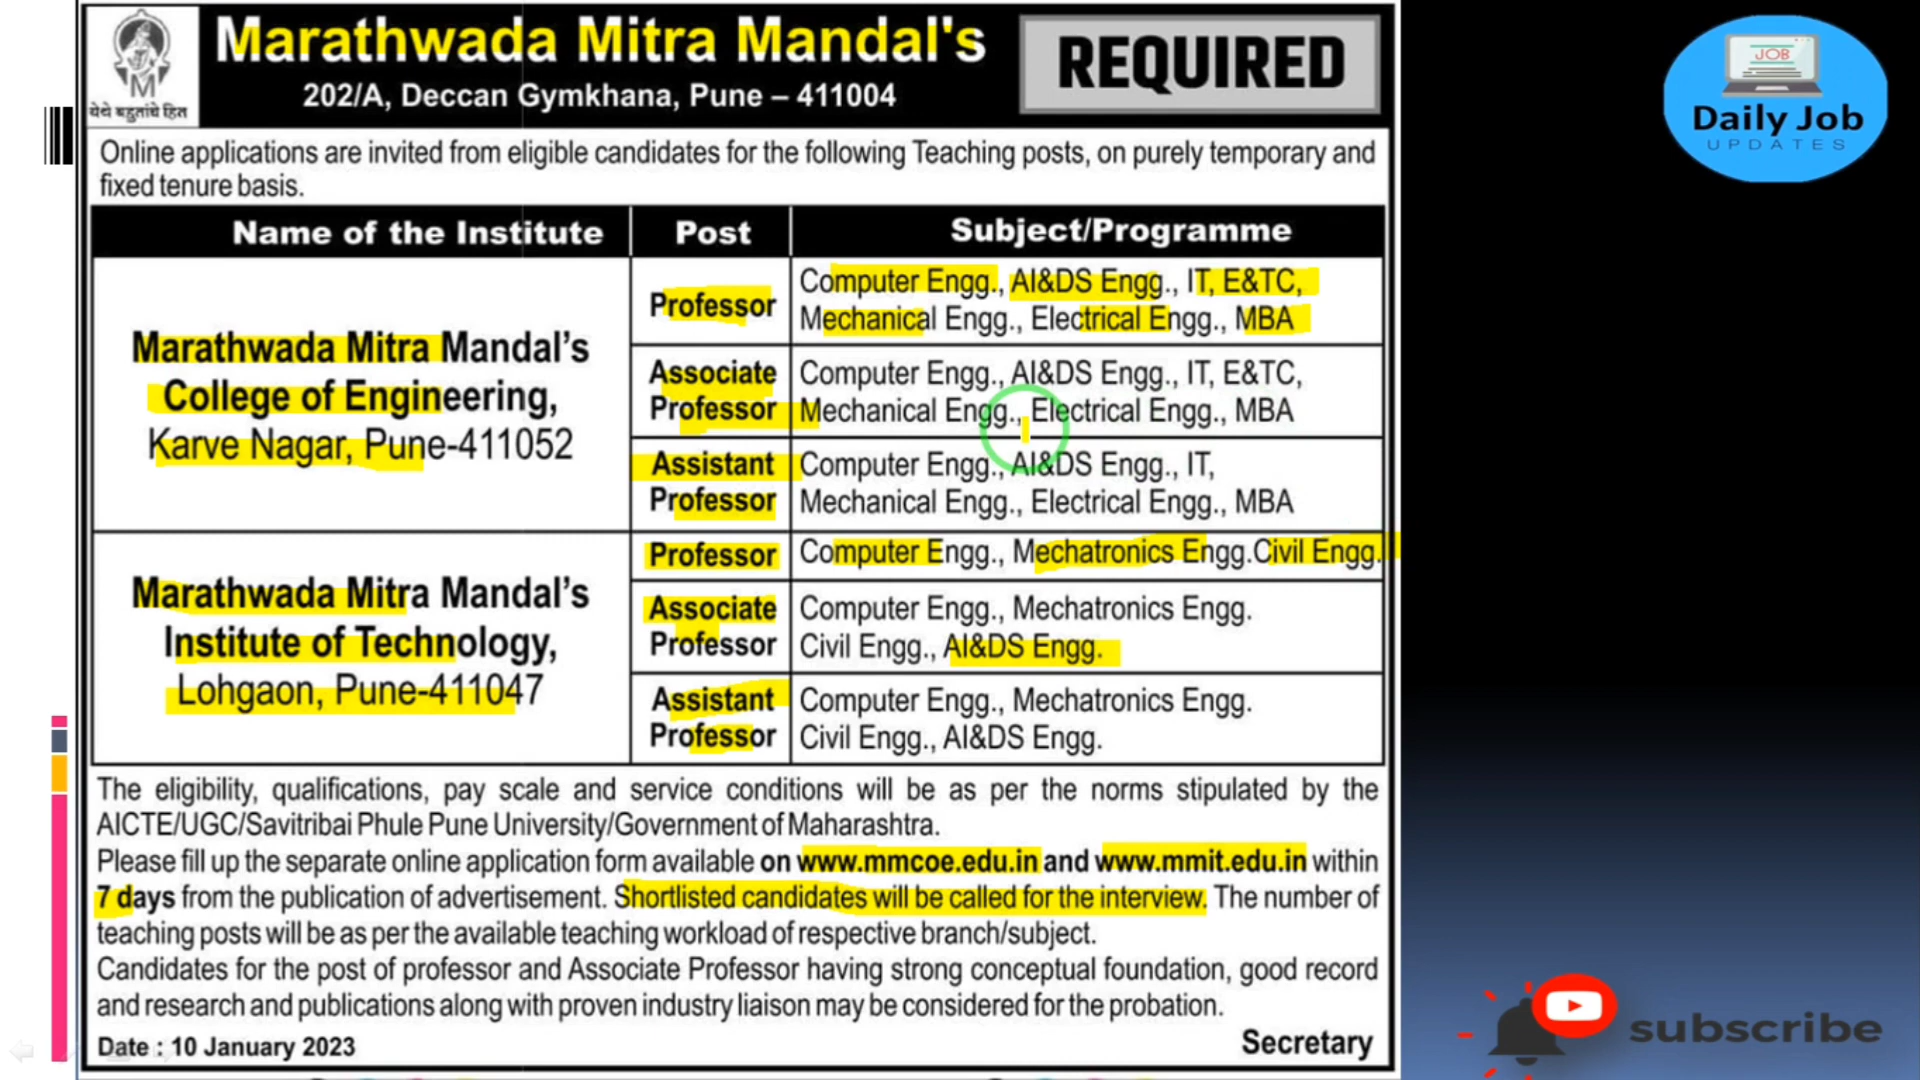 Marathwada Mitra Mandal's
202/A, Deccan Gymkhana, Pune – 411004
REQUIRED
M
येथे बहुतांचे हित
JOB
Daily Job
UPDATES
Online applications are invited from eligible candidates for the following Teaching posts, on purely temporary and
fixed tenure basis.
Name of the Institute Post Subject/Programme
Marathwada Mitra Mandal's
College of Engineering,
Karve Nagar, Pune-411052
Professor
Computer Engg., AI&DS Engg., IT, E&TC,
Mechanical Engg., Electrical Engg., MBA
Associate
Professor
Computer Engg., AI&DS Engg., IT, E&TC,
Mechanical Engg., Electrical Engg., MBA
Assistant
Professor
Computer Engg., AI&DS Engg., IT,
Mechanical Engg., Electrical Engg., MBA
Marathwada Mitra Mandal's
Institute of Technology,
Lohgaon, Pune-411047
Professor
Computer Engg., Mechatronics Engg.Civil Engg.
Associate
Professor
Computer Engg., Mechatronics Engg.
Civil Engg., AI&DS Engg.
Assistant
Professor
Computer Engg., Mechatronics Engg.
Civil Engg., AI&DS Engg.
The eligibility, qualifications, pay scale and service conditions will be as per the norms stipulated by the
AICTE/UGC/Savitribai Phule Pune University/Government of Maharashtra.
Please fill up the separate online application form available on www.mmcoe.edu.in and www.mmit.edu.in within
7 days from the publication of advertisement. Shortlisted candidates will be called for the interview. The number of
teaching posts will be as per the available teaching workload of respective branch/subject.
Candidates for the post of professor and Associate Professor having strong conceptual foundation, good record
and research and publications along with proven industry liaison may be considered for the probation.
Date : 10 January 2023
Secretary
subscribe